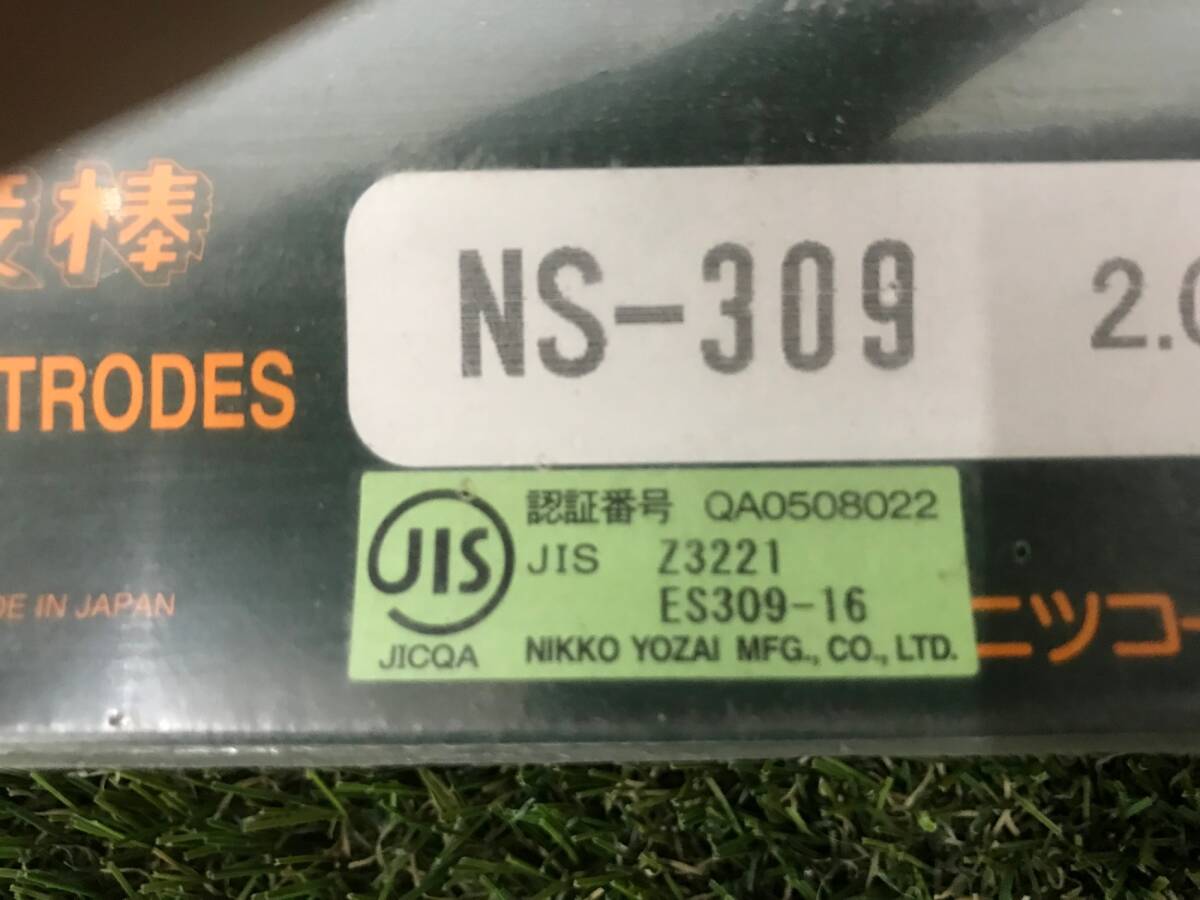 棒
NS-309
2.0
TRODES
JIS
認証番号 QA0508022
JIS Z3221
ES309-16
JICQA
NIKKO YOZAI MFG., CO., LTD.
DE IN JAPAN
ニツコー